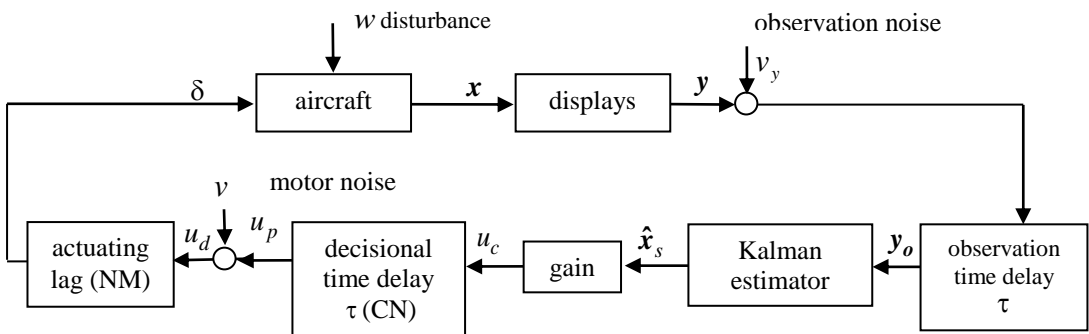 w disturbance
observation noise
δ
aircraft
x
displays
y
v_y
motor noise
v
actuating
lag (NM)
u_d
u_p
decisional
time delay
τ (CN)
u_c
gain
x̂_s
Kalman
estimator
y_o
observation
time delay
τ